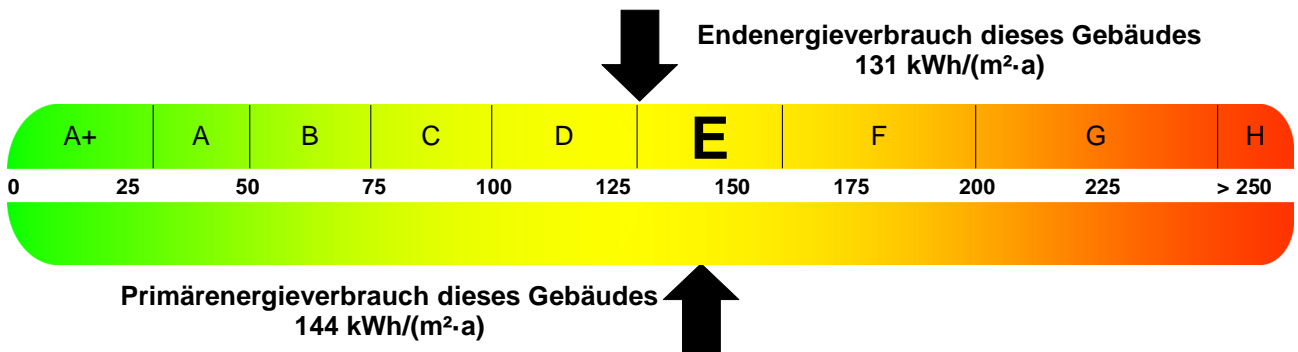 Endenergieverbrauch dieses Gebäudes
131 kWh/(m²·a)
A+ A B C D E F G H
0 25 50 75 100 125 150 175 200 225 > 250
Primärenergieverbrauch dieses Gebäudes
144 kWh/(m²·a)